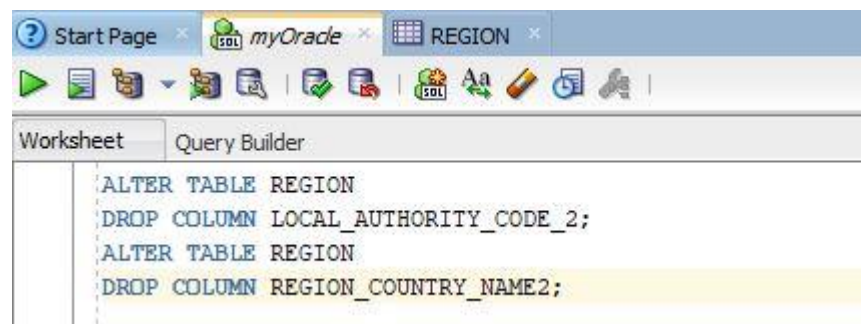 Start Page myOracle REGION
Worksheet Query Builder
ALTER TABLE REGION
DROP COLUMN LOCAL_AUTHORITY_CODE_2;
ALTER TABLE REGION
DROP COLUMN REGION_COUNTRY_NAME2;